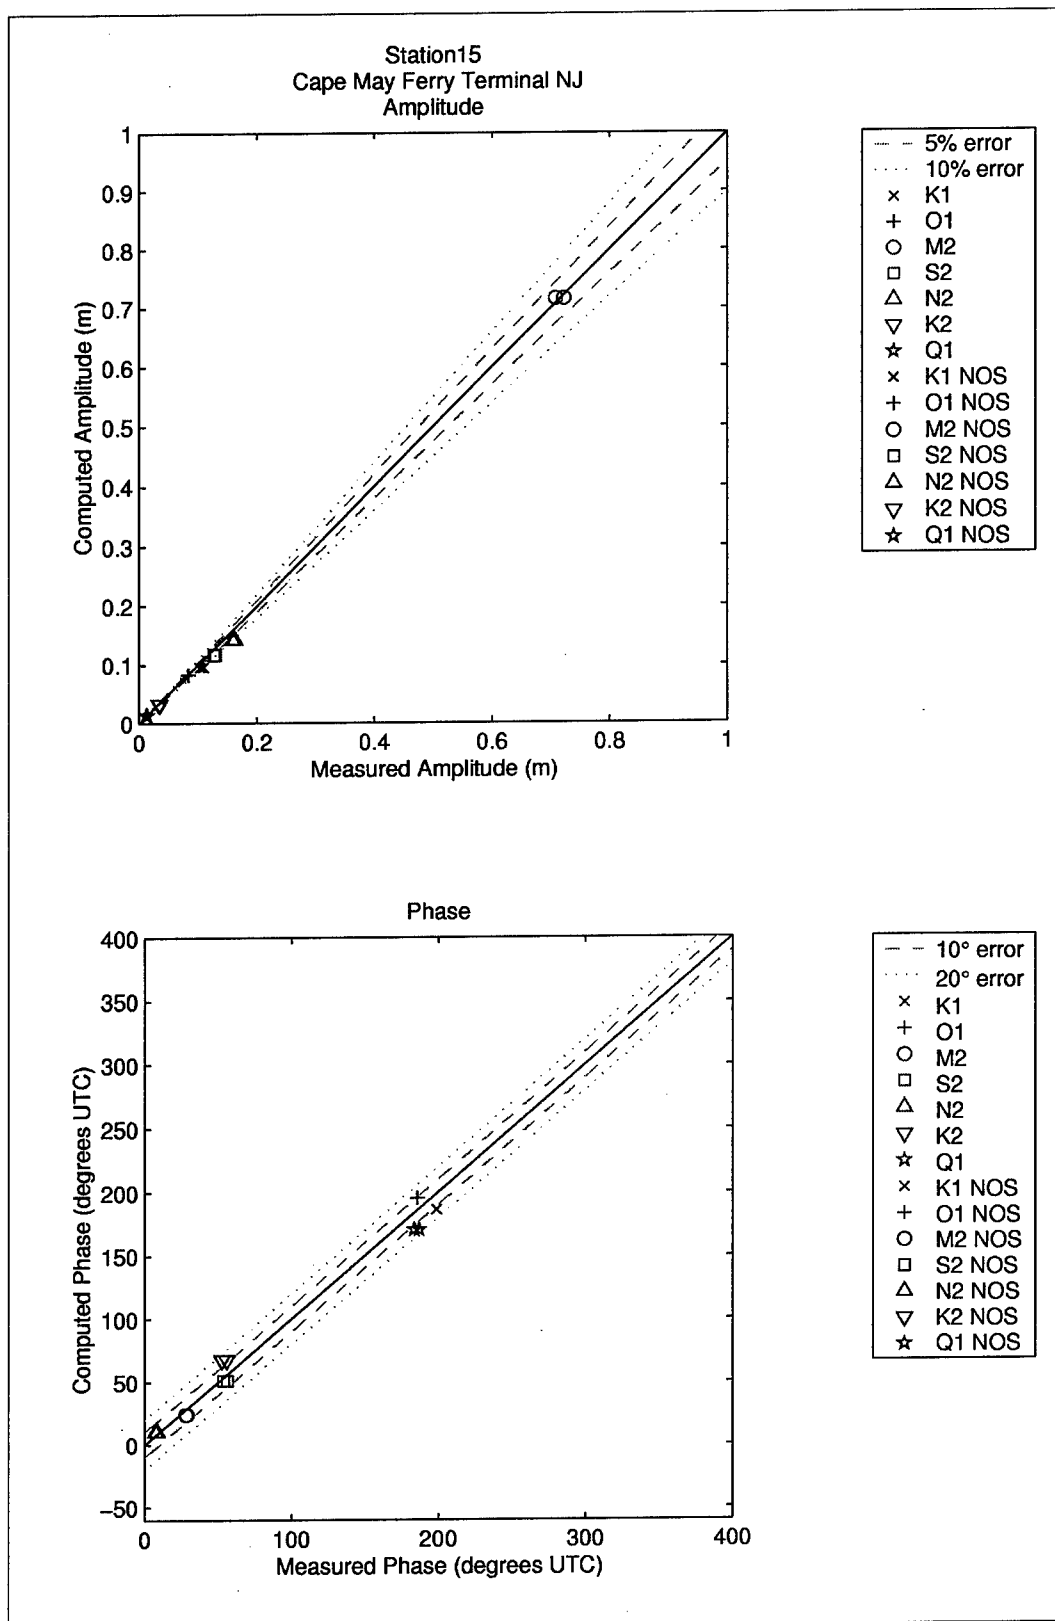 Station15
Cape May Ferry Terminal NJ
Amplitude
1
0.9
0.8
0.7
0.6
0.5
0.4
0.3
0.2
0.1
0
Computed Amplitude (m)
0 0.2 0.4 0.6 0.8 1
Measured Amplitude (m)
5% error
10% error
K1
O1
M2
S2
N2
K2
Q1
K1 NOS
O1 NOS
M2 NOS
S2 NOS
N2 NOS
K2 NOS
Q1 NOS
Phase
400
350
300
250
200
150
100
50
0
−50
Computed Phase (degrees UTC)
0 100 200 300 400
Measured Phase (degrees UTC)
10° error
20° error
K1
O1
M2
S2
N2
K2
Q1
K1 NOS
O1 NOS
M2 NOS
S2 NOS
N2 NOS
K2 NOS
Q1 NOS